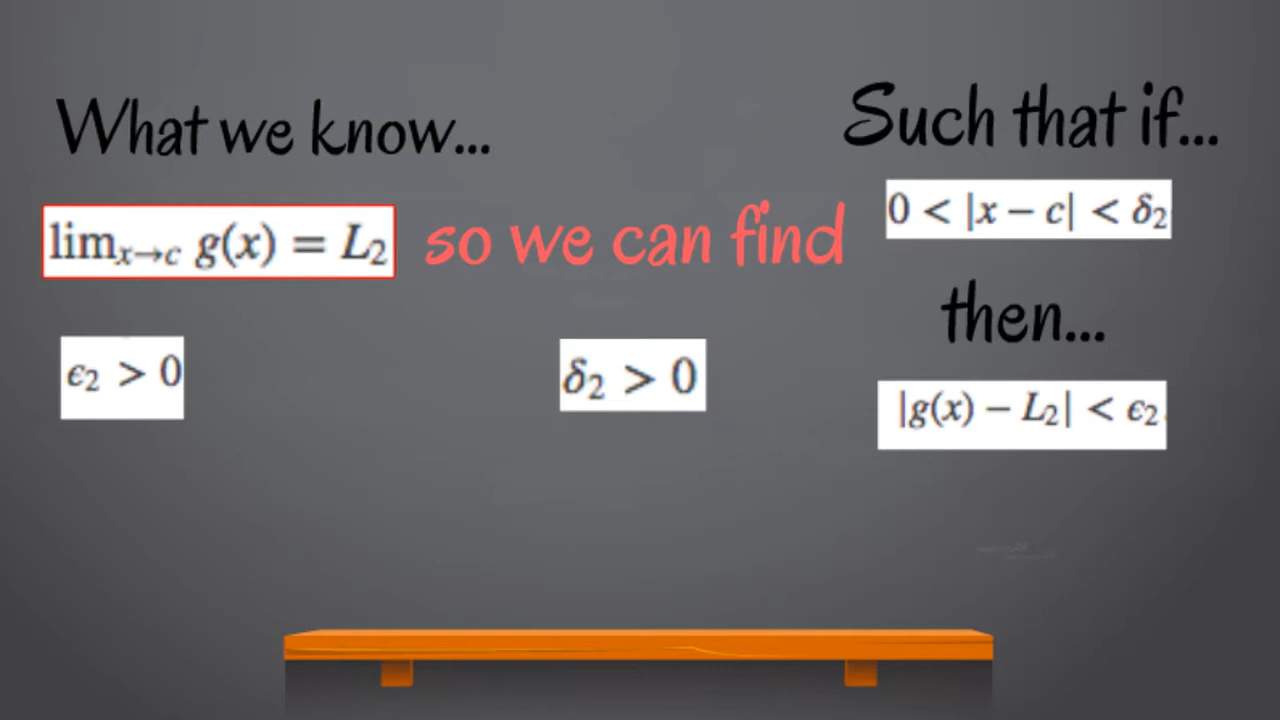 What we know...
lim_{x→c} g(x) = L₂
ϵ₂ > 0
so we can find
δ₂ > 0
Such that if...
0 < |x − c| < δ₂
then...
|g(x) − L₂| < ϵ₂